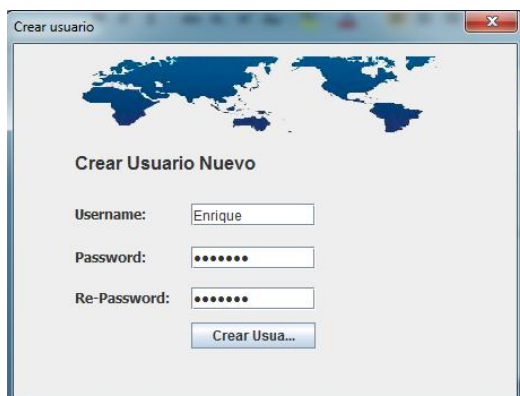 Crear usuario
Crear Usuario Nuevo
Username: Enrique
Password: •••••••
Re-Password: •••••••
Crear Usua...